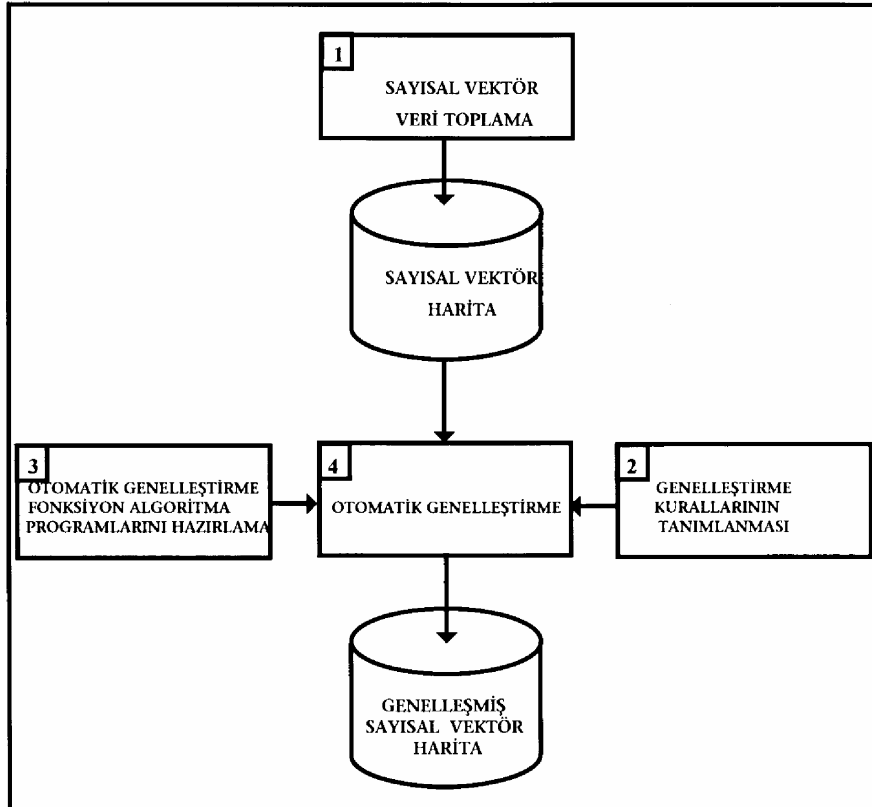 1
SAYISAL VEKTÖR
VERİ TOPLAMA
SAYISAL VEKTÖR
HARİTA
3
OTOMATİK GENELLEŞTİRME
FONKSİYON ALGORİTMA
PROGRAMLARINI HAZIRLAMA
4
OTOMATİK GENELLEŞTİRME
2
GENELLEŞTİRME
KURALLARININ
TANIMLANMASI
GENELLEŞMİŞ
SAYISAL VEKTÖR
HARİTA